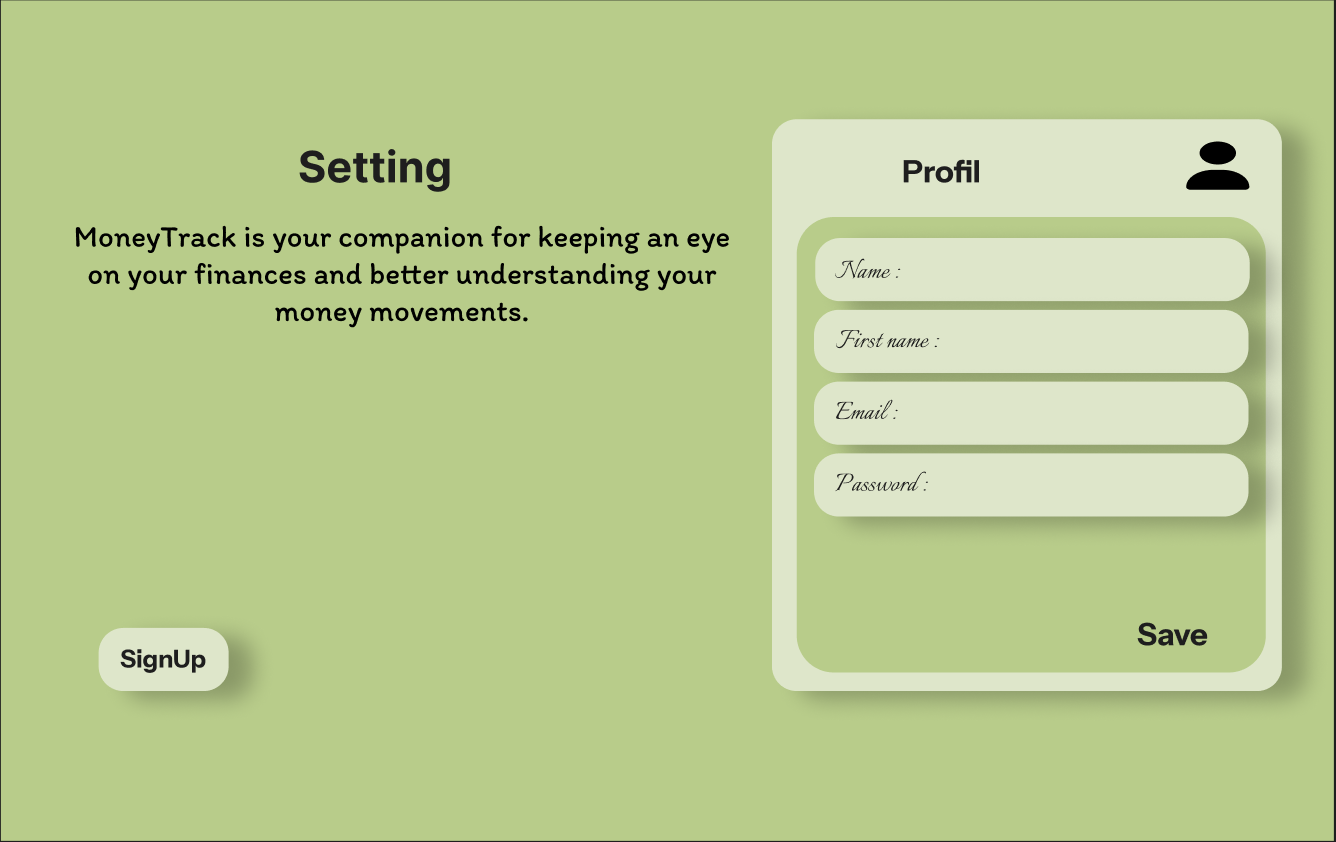 Setting
MoneyTrack is your companion for keeping an eye
on your finances and better understanding your
money movements.
SignUp
Profil
Name :
First name :
Email :
Password :
Save